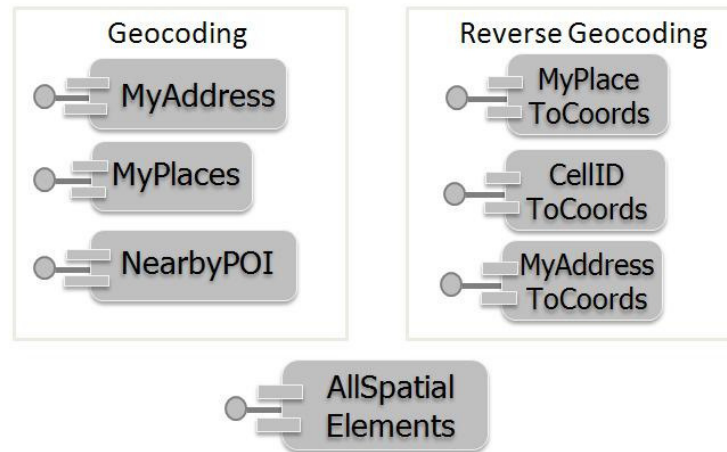 Geocoding
MyAddress
MyPlaces
NearbyPOI
Reverse Geocoding
MyPlace
ToCoords
CellID
ToCoords
MyAddress
ToCoords
AllSpatial
Elements